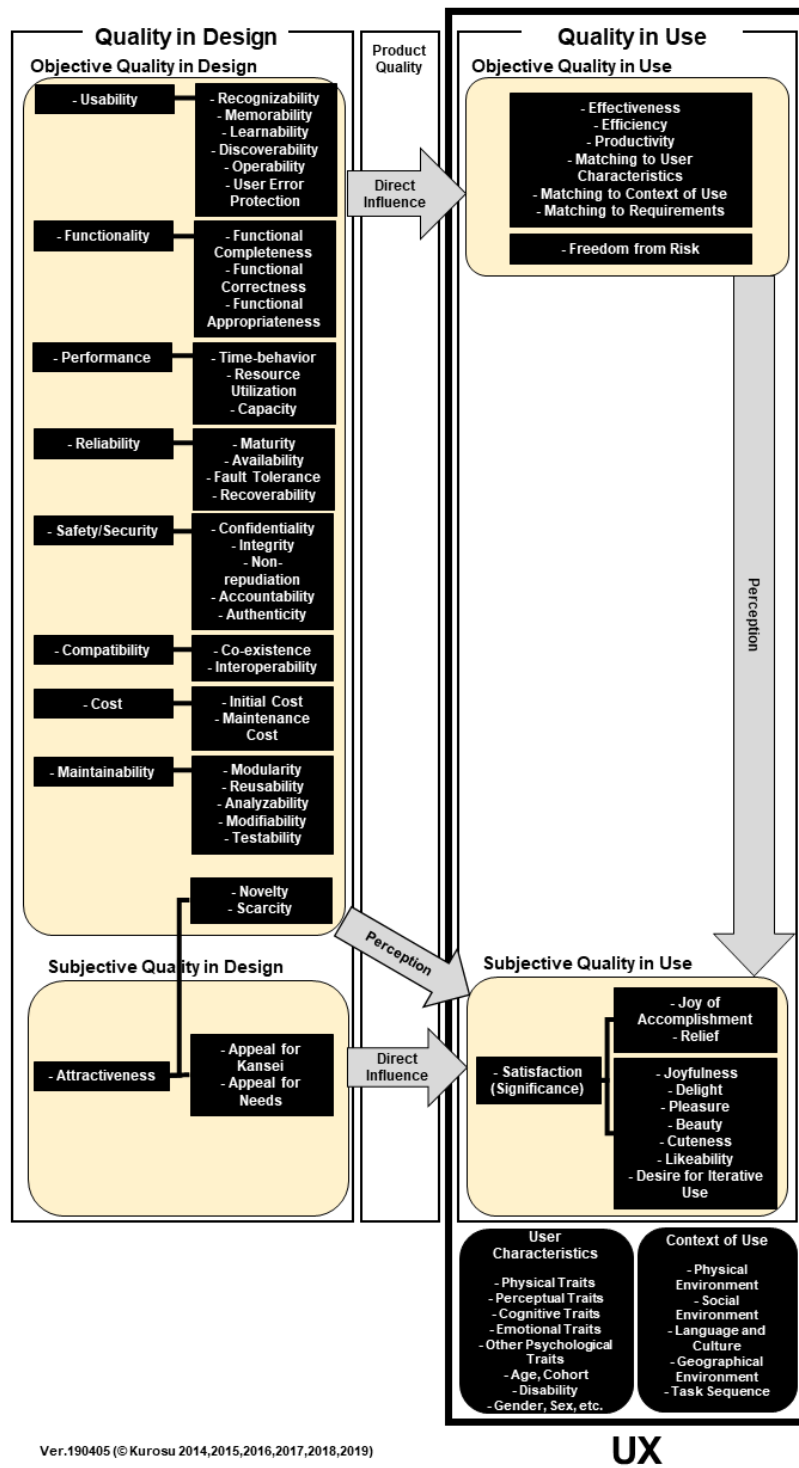 Quality in Design
Objective Quality in Design
- Usability
- Recognizability
- Memorability
- Learnability
- Discoverability
- Operability
- User Error
Protection
- Functionality
- Functional
Completeness
- Functional
Correctness
- Functional
Appropriateness
- Performance
- Time-behavior
- Resource
Utilization
- Capacity
- Reliability
- Maturity
- Availability
- Fault Tolerance
- Recoverability
- Safety/Security
- Confidentiality
- Integrity
- Non-
repudiation
- Accountability
- Authenticity
- Compatibility
- Co-existence
- Interoperability
- Cost
- Initial Cost
- Maintenance
Cost
- Maintainability
- Modularity
- Reusability
- Analyzability
- Modifiability
- Testability
- Novelty
- Scarcity
Subjective Quality in Design
- Attractiveness
- Appeal for
Kansei
- Appeal for
Needs
Product
Quality
Direct
Influence
Perception
Direct
Influence
Quality in Use
Objective Quality in Use
- Effectiveness
- Efficiency
- Productivity
- Matching to User
Characteristics
- Matching to Context of Use
- Matching to Requirements
- Freedom from Risk
Perception
Subjective Quality in Use
- Satisfaction
(Significance)
- Joy of
Accomplishment
- Relief
- Joyfulness
- Delight
- Pleasure
- Beauty
- Cuteness
- Likeability
- Desire for Iterative
Use
User
Characteristics
- Physical Traits
- Perceptual Traits
- Cognitive Traits
- Emotional Traits
- Other Psychological
Traits
- Age, Cohort
- Disability
- Gender, Sex, etc.
Context of Use
- Physical
Environment
- Social
Environment
- Language and
Culture
- Geographical
Environment
- Task Sequence
Ver.190405 (© Kurosu 2014,2015,2016,2017,2018,2019)
UX